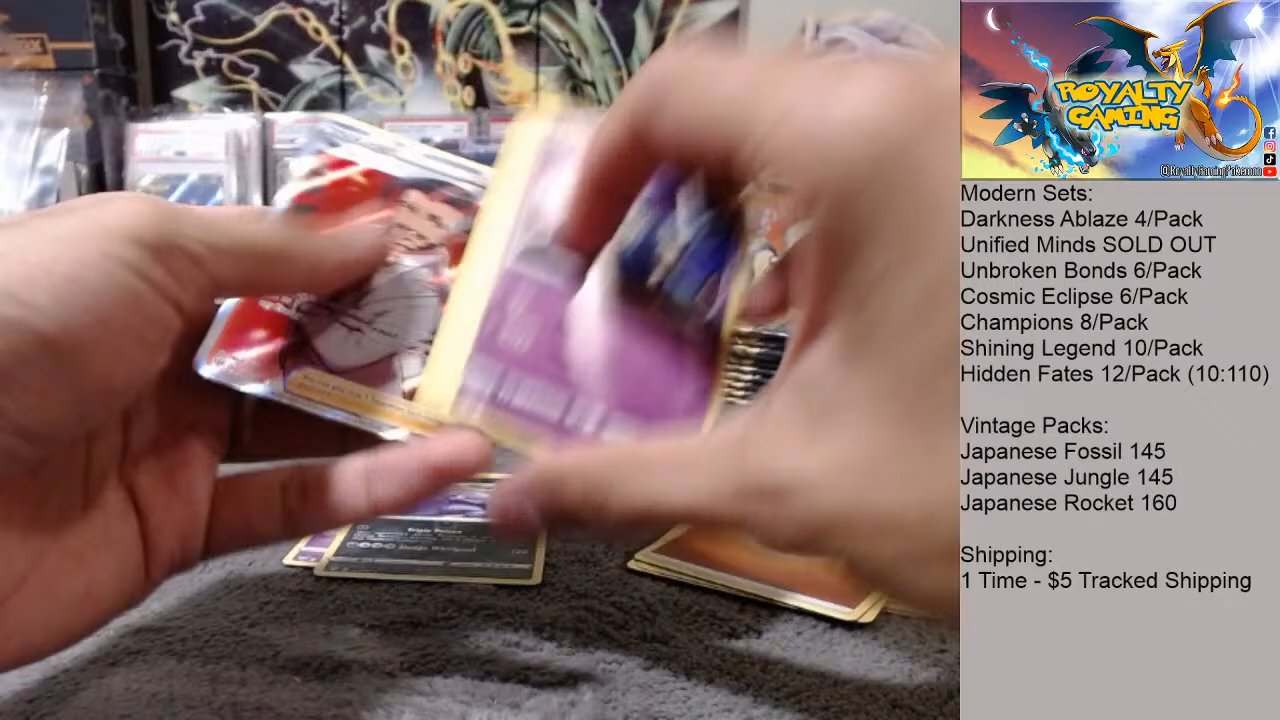 ROYALTY
GAMING
@RoyaltyGamingPokemon
Modern Sets:
Darkness Ablaze 4/Pack
Unified Minds SOLD OUT
Unbroken Bonds 6/Pack
Cosmic Eclipse 6/Pack
Champions 8/Pack
Shining Legend 10/Pack
Hidden Fates 12/Pack (10:110)
Vintage Packs:
Japanese Fossil 145
Japanese Jungle 145
Japanese Rocket 160
Shipping:
1 Time - $5 Tracked Shipping